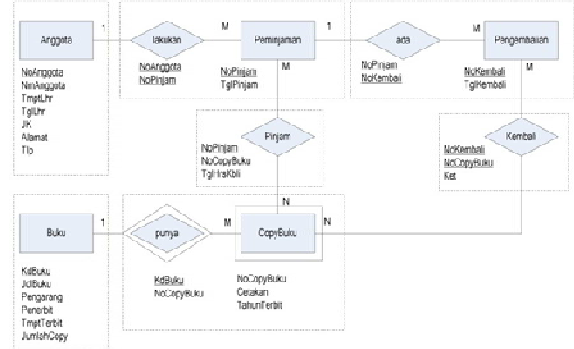 Anggota
1
lakukan
M
Peminjaman
1
ada
M
Pengembalian
NoAnggota
NmAnggota
TmptLhr
TglLhr
JK
Alamat
Tlp
NoAnggota
NoPinjam
NoPinjam
TglPinjam
M
NoPinjam
NoKembali
NoKembali
TglKembali
M
Pinjam
NoPinjam
NoCopyBuku
TglHrsKbli
Kembali
NoKembali
NoCopyBuku
Ket
N
Buku
1
punya
M
CopyBuku
N
KdBuku
JdlBuku
Pengarang
Penerbit
TmptTerbit
JumlahCopy
KdBuku
NoCopyBuku
NoCopyBuku
Cetakan
TahunTerbit